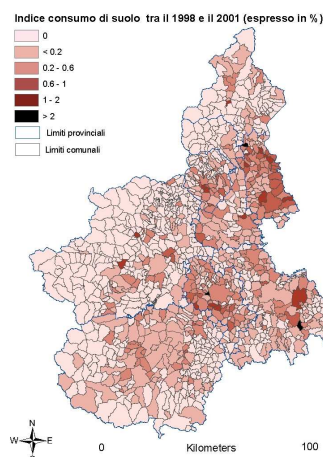 Indice consumo di suolo tra il 1998 e il 2001 (espresso in %)
0
< 0.2
0.2 - 0.6
0.6 - 1
1 - 2
> 2
Limiti provinciali
Limiti comunali
N
W E
0 Kilometers 100